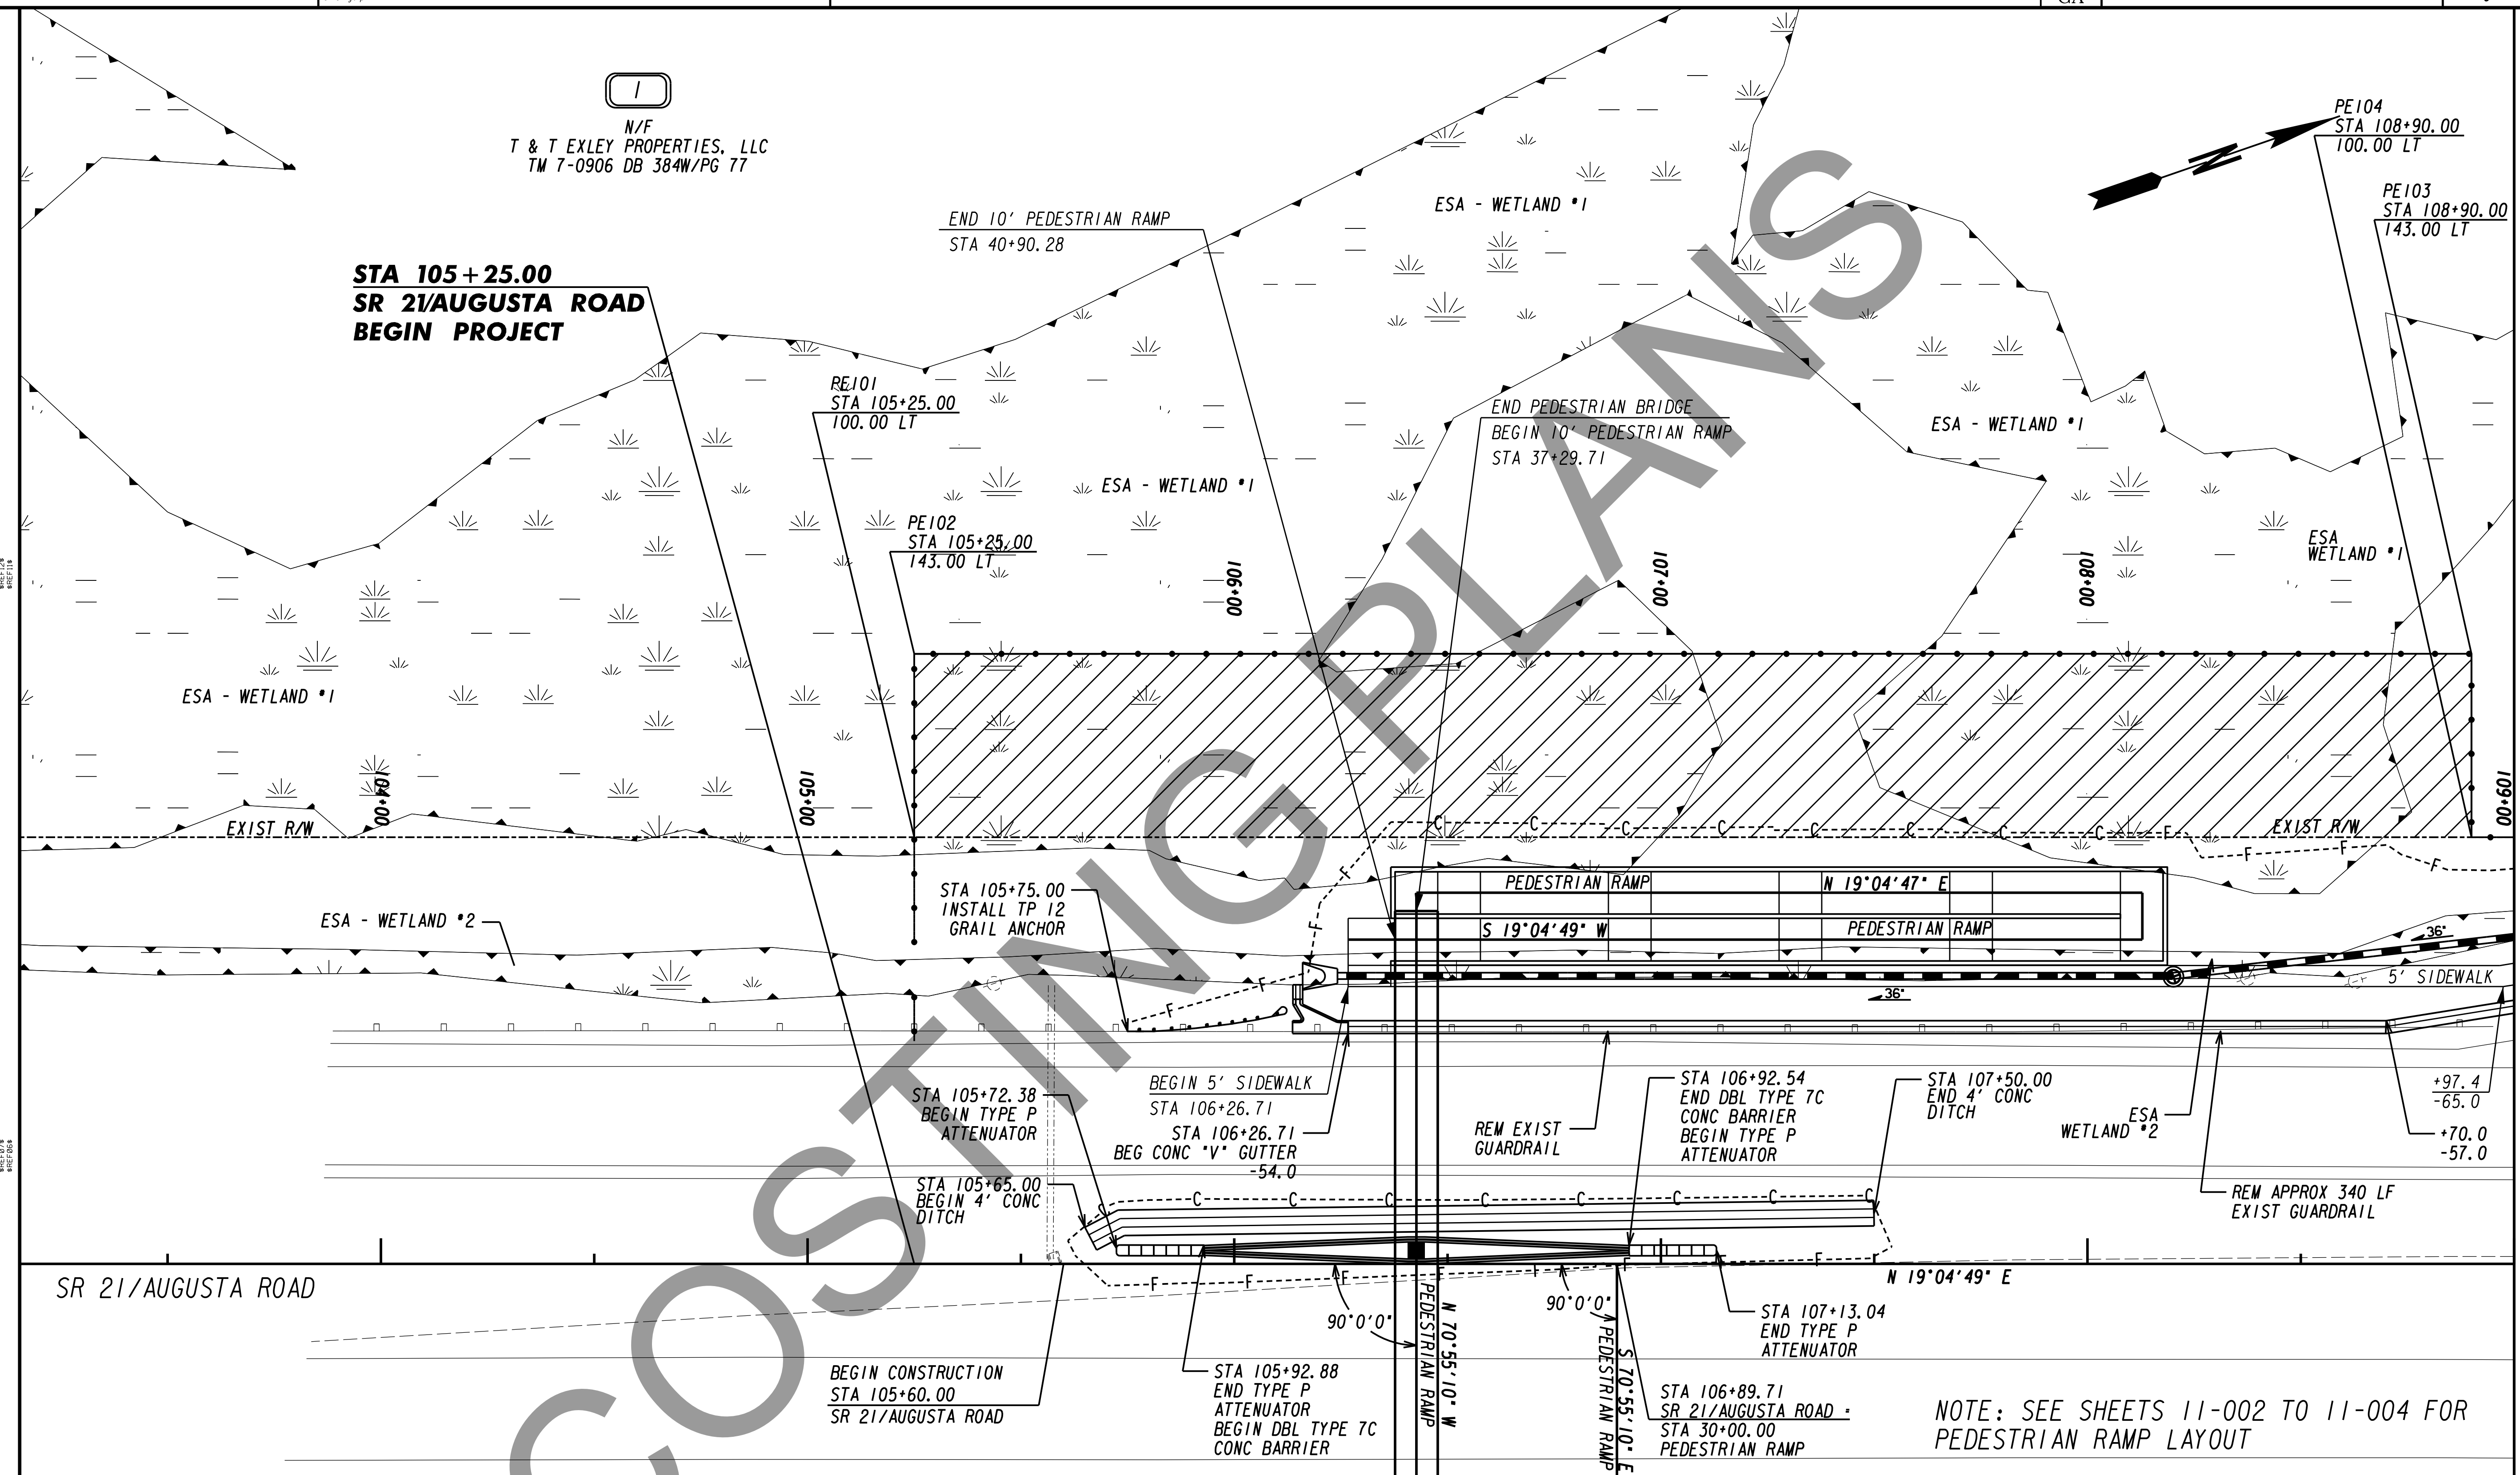 GA
1
N/F
T & T EXLEY PROPERTIES, LLC
TM 7-0906 DB 384W/PG 77
PE104
STA 108+90.00
100.00 LT
PE103
STA 108+90.00
143.00 LT
END 10' PEDESTRIAN RAMP
STA 40+90.28
ESA - WETLAND #1
STA 105+25.00
SR 21/AUGUSTA ROAD
BEGIN PROJECT
PE101
STA 105+25.00
100.00 LT
END PEDESTRIAN BRIDGE
BEGIN 10' PEDESTRIAN RAMP
STA 37+29.71
ESA - WETLAND #1
ESA - WETLAND #1
PE102
STA 105+25.00
143.00 LT
ESA
WETLAND #1
106+00
107+00
108+00
ESA - WETLAND #1
104+00
105+00
109+00
EXIST R/W
EXIST R/W
C C C C C C C C F
F F
F
F F
STA 105+75.00
INSTALL TP 12
GRAIL ANCHOR
PEDESTRIAN RAMP
N 19°04'47" E
S 19°04'49" W
PEDESTRIAN RAMP
ESA - WETLAND #2
36"
5' SIDEWALK
36"
STA 105+72.38
BEGIN TYPE P
ATTENUATOR
BEGIN 5' SIDEWALK
STA 106+26.71
STA 106+26.71
BEG CONC "V" GUTTER
-54.0
REM EXIST
GUARDRAIL
STA 106+92.54
END DBL TYPE 7C
CONC BARRIER
BEGIN TYPE P
ATTENUATOR
STA 107+50.00
END 4' CONC
DITCH
ESA
WETLAND #2
+97.4
-65.0
+70.0
-57.0
REM APPROX 340 LF
EXIST GUARDRAIL
STA 105+65.00
BEGIN 4' CONC
DITCH
C C C C C C C C C
F F F F F F F F
SR 21/AUGUSTA ROAD
N 19°04'49" E
90°0'0"
PEDESTRIAN RAMP
N 70°55'10" W
90°0'0"
PEDESTRIAN RAMP
S 70°55'10" E
STA 107+13.04
END TYPE P
ATTENUATOR
BEGIN CONSTRUCTION
STA 105+60.00
SR 21/AUGUSTA ROAD
STA 105+92.88
END TYPE P
ATTENUATOR
BEGIN DBL TYPE 7C
CONC BARRIER
STA 106+89.71
SR 21/AUGUSTA ROAD =
STA 30+00.00
PEDESTRIAN RAMP
NOTE: SEE SHEETS 11-002 TO 11-004 FOR
PEDESTRIAN RAMP LAYOUT
COSTING PLANS
$REF12$
$REF11$
$REF07$
$REF06$